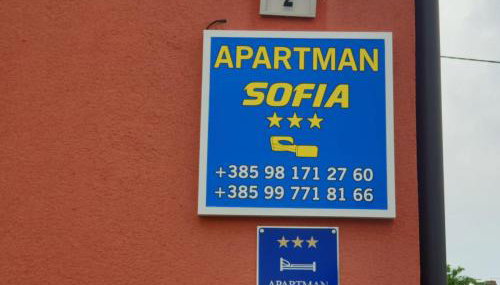 2
APARTMAN
SOFIA
+385 98 171 27 60
+385 99 771 81 66
APARTMAN